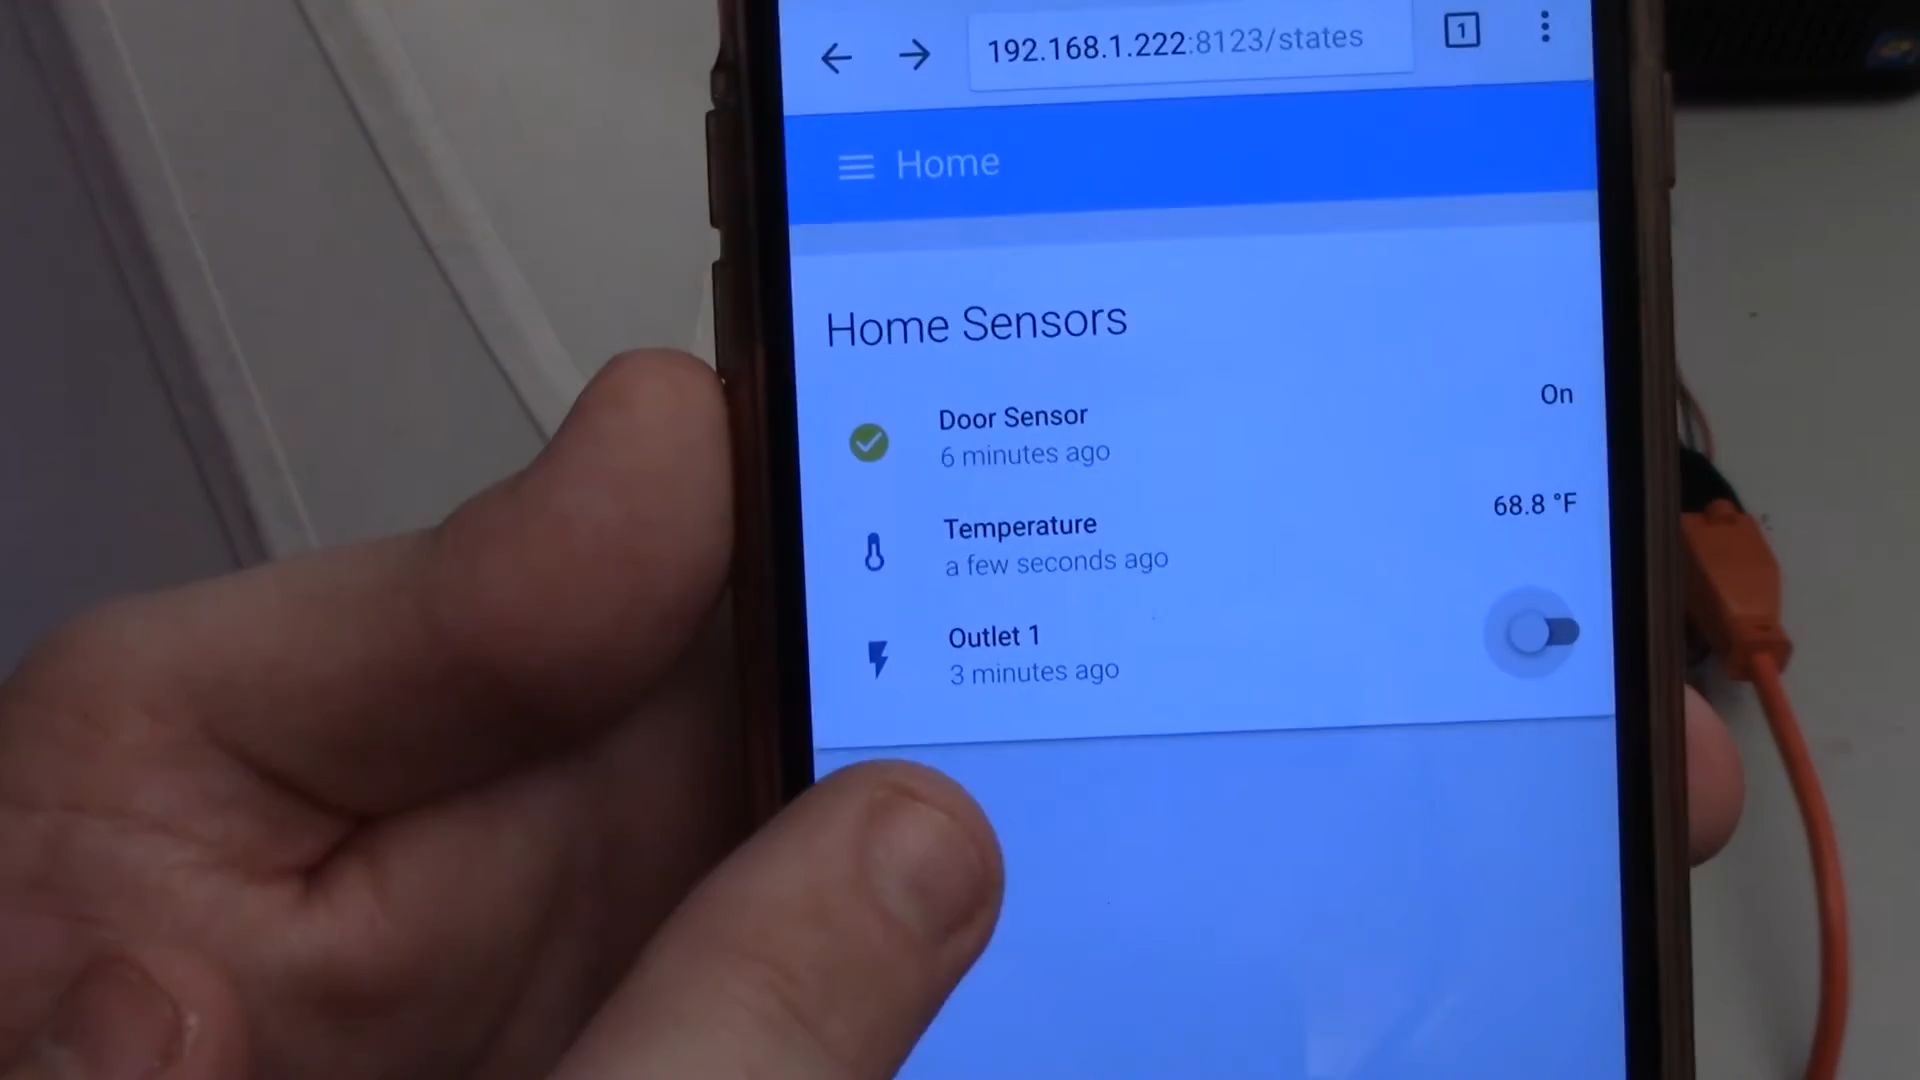 192.168.1.222:8123/states
1
Home
Home Sensors
Door Sensor
On
6 minutes ago
Temperature
68.8 °F
a few seconds ago
Outlet 1
3 minutes ago